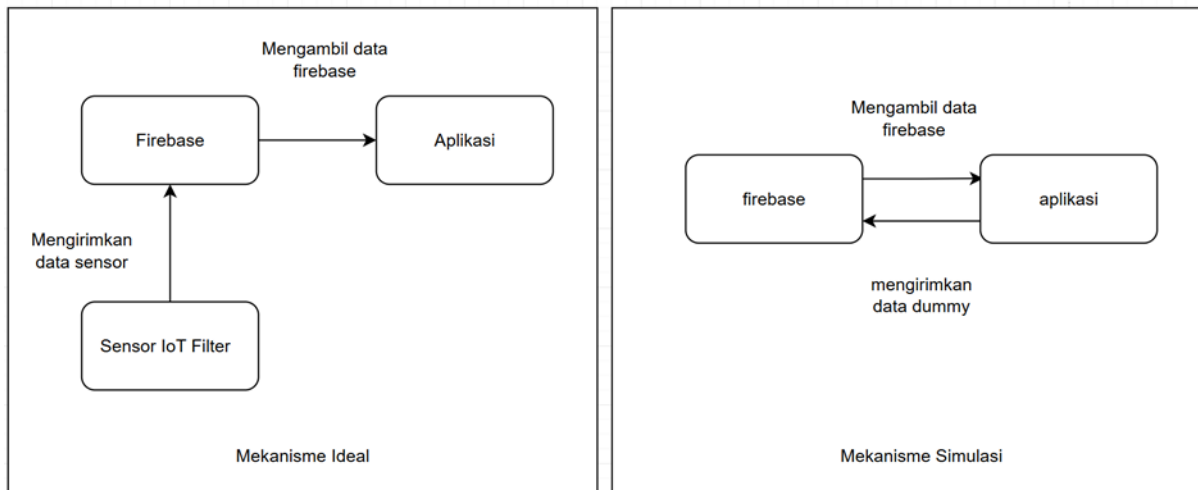 Mengambil data
firebase
Firebase
Aplikasi
Mengirimkan
data sensor
Sensor IoT Filter
Mekanisme Ideal
Mengambil data
firebase
firebase
aplikasi
mengirimkan
data dummy
Mekanisme Simulasi